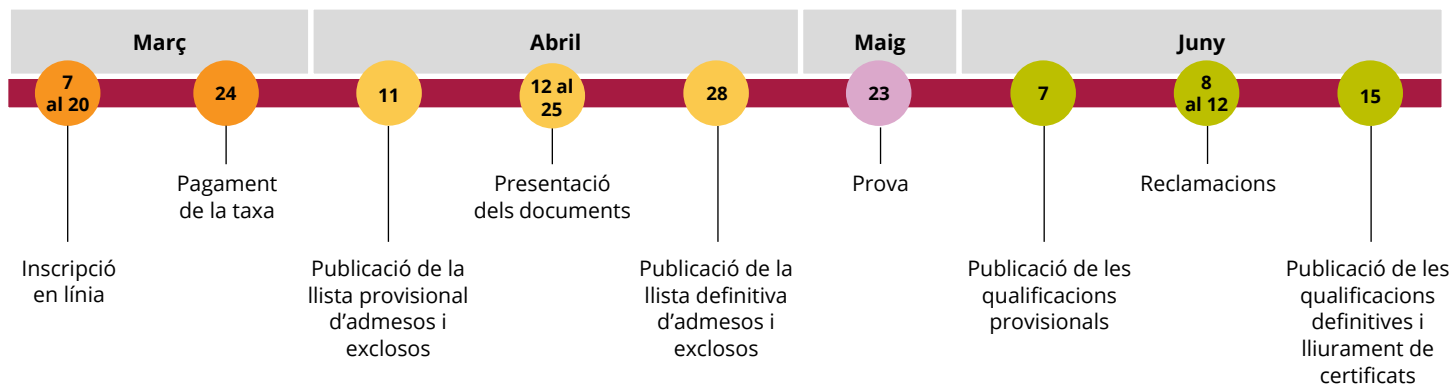 Març
Abril
Maig
Juny
7
al 20
24
11
12 al
25
28
23
7
8
al 12
15
Inscripció
en línia
Pagament
de la taxa
Publicació de la
llista provisional
d'admesos i
exclosos
Presentació
dels documents
Publicació de la
llista definitiva
d'admesos i
exclosos
Prova
Publicació de les
qualificacions
provisionals
Reclamacions
Publicació de les
qualificacions
definitives i
lliurament de
certificats